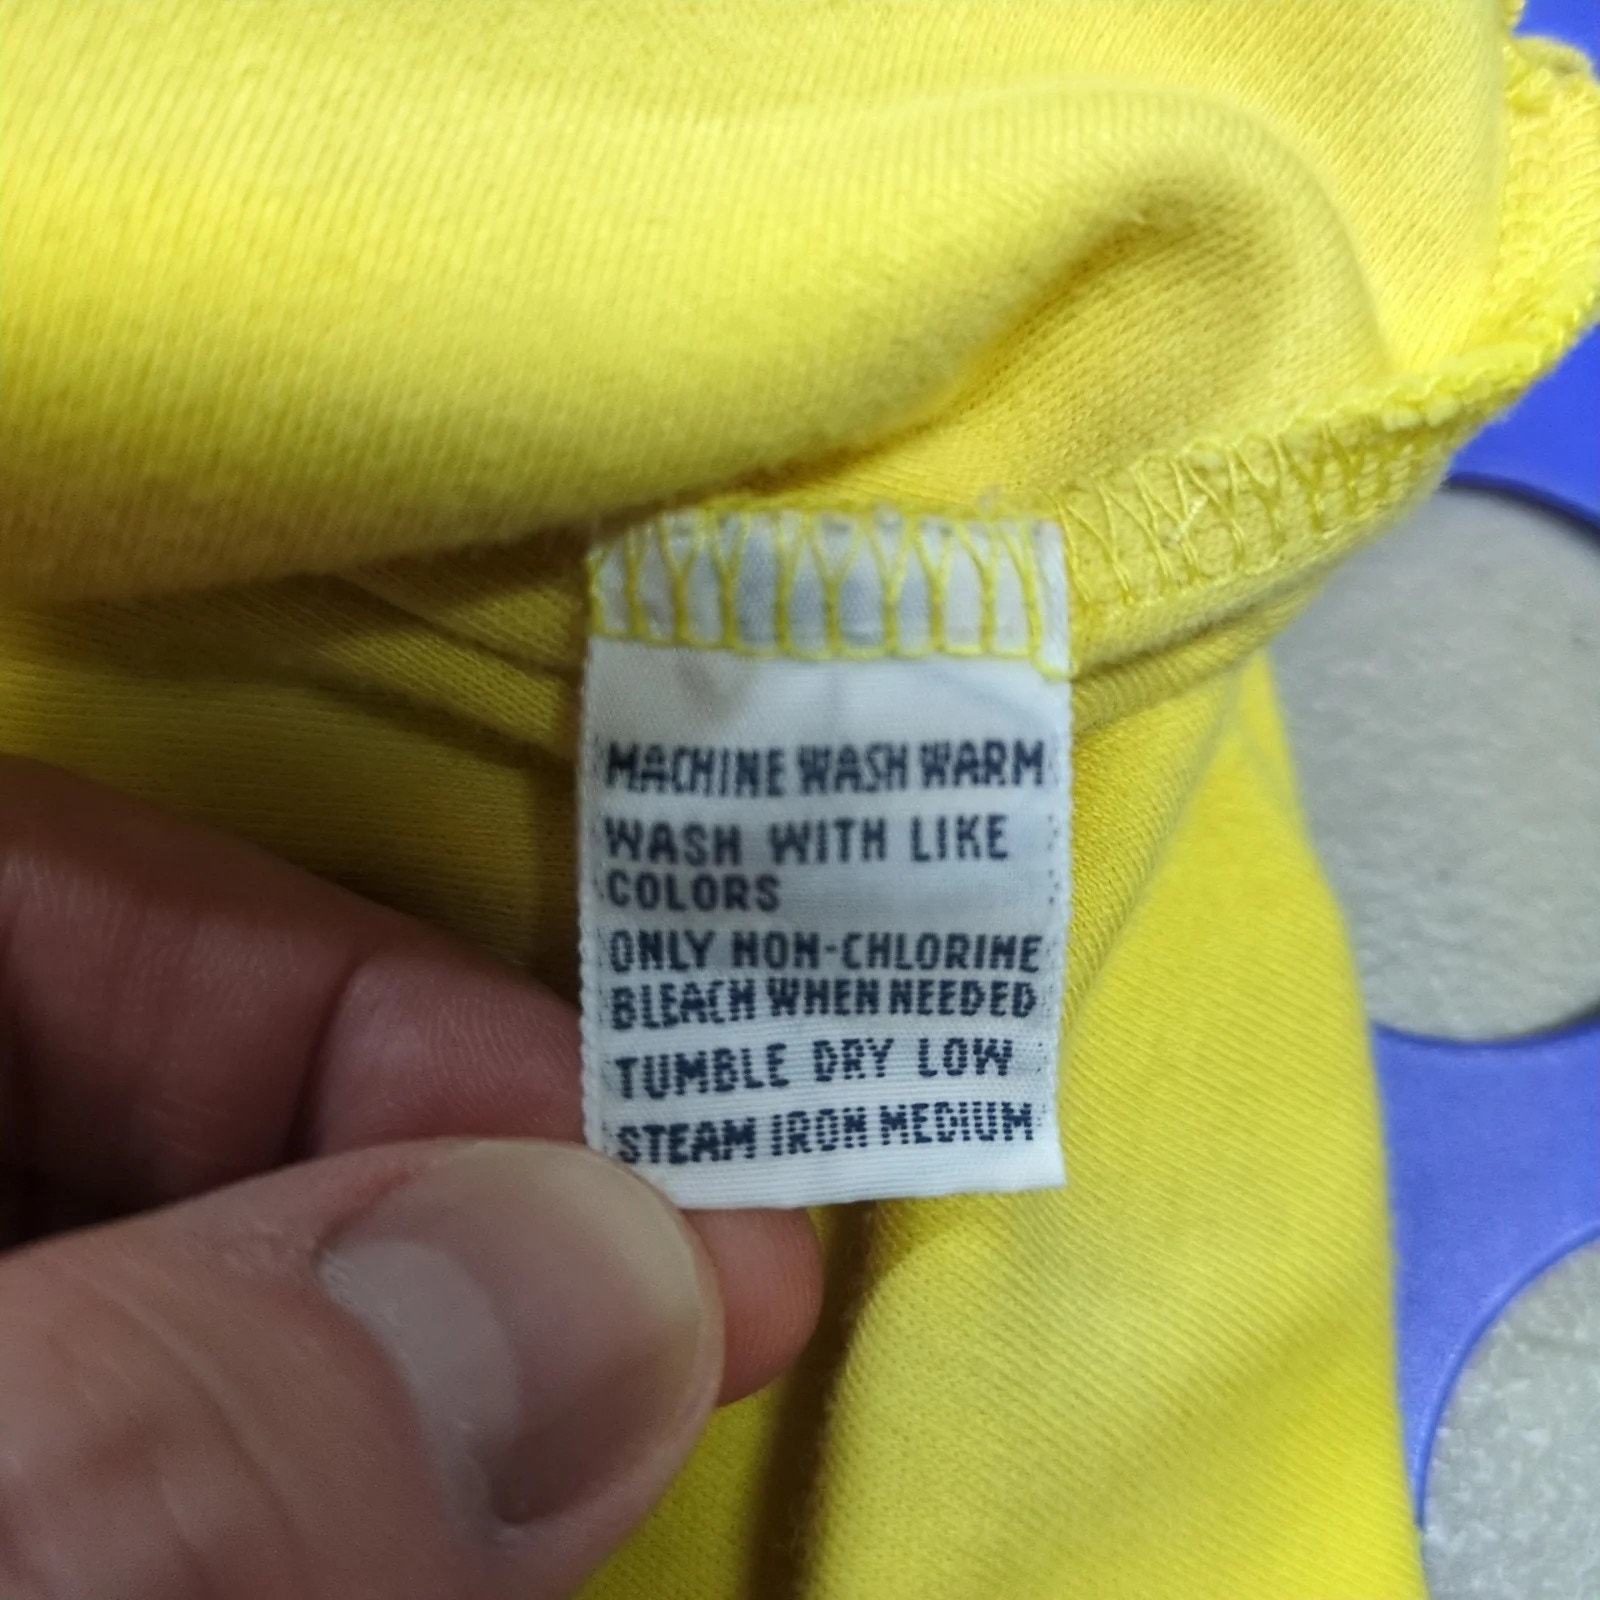 MACHINE WASH WARM
WASH WITH LIKE
COLORS
ONLY NON-CHLORINE
BLEACH WHEN NEEDED
TUMBLE DRY LOW
STEAM IRON MEDIUM